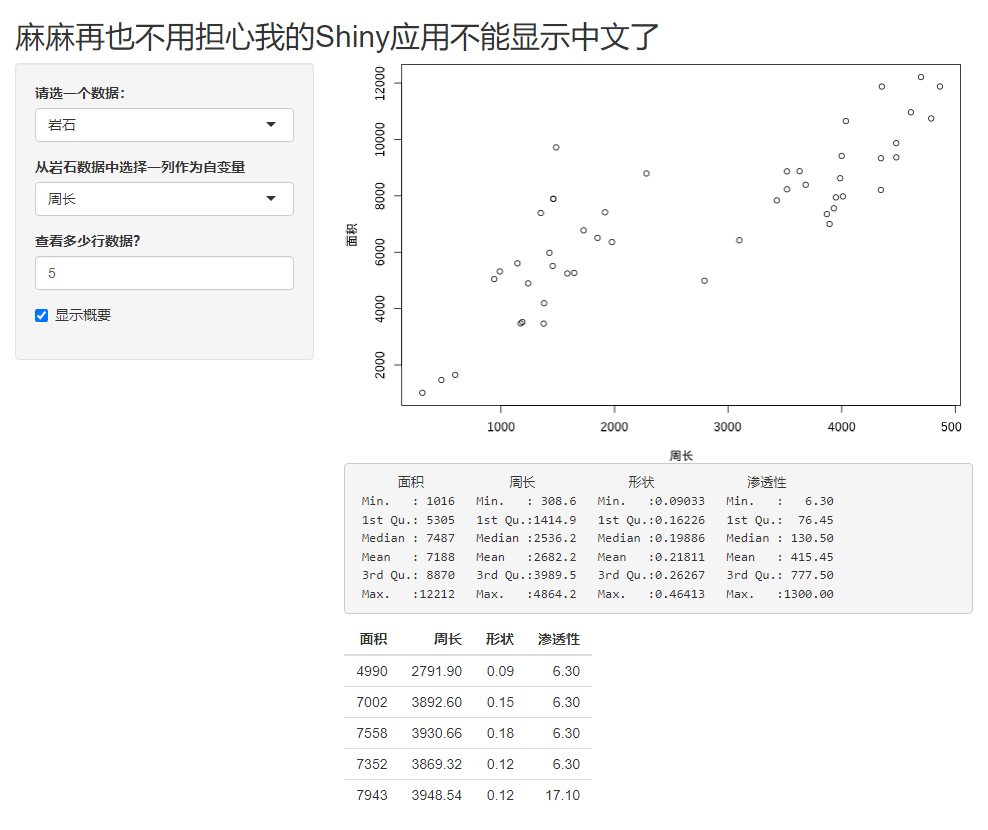 麻麻再也不用担心我的Shiny应用不能显示中文了
请选一个数据：
岩石
从岩石数据中选择一列作为自变量
周长
查看多少行数据？
5
显示概要
12000
10000
8000
6000
4000
2000
面积
1000 2000 3000 4000 500
周长
面积 周长 形状 渗透性
Min. : 1016 Min. : 308.6 Min. :0.09033 Min. : 6.30
1st Qu.: 5305 1st Qu.:1414.9 1st Qu.:0.16226 1st Qu.: 76.45
Median : 7487 Median :2536.2 Median :0.19886 Median : 130.50
Mean : 7188 Mean :2682.2 Mean :0.21811 Mean : 415.45
3rd Qu.: 8870 3rd Qu.:3989.5 3rd Qu.:0.26267 3rd Qu.: 777.50
Max. :12212 Max. :4864.2 Max. :0.46413 Max. :1300.00
面积 周长 形状 渗透性
4990 2791.90 0.09 6.30
7002 3892.60 0.15 6.30
7558 3930.66 0.18 6.30
7352 3869.32 0.12 6.30
7943 3948.54 0.12 17.10